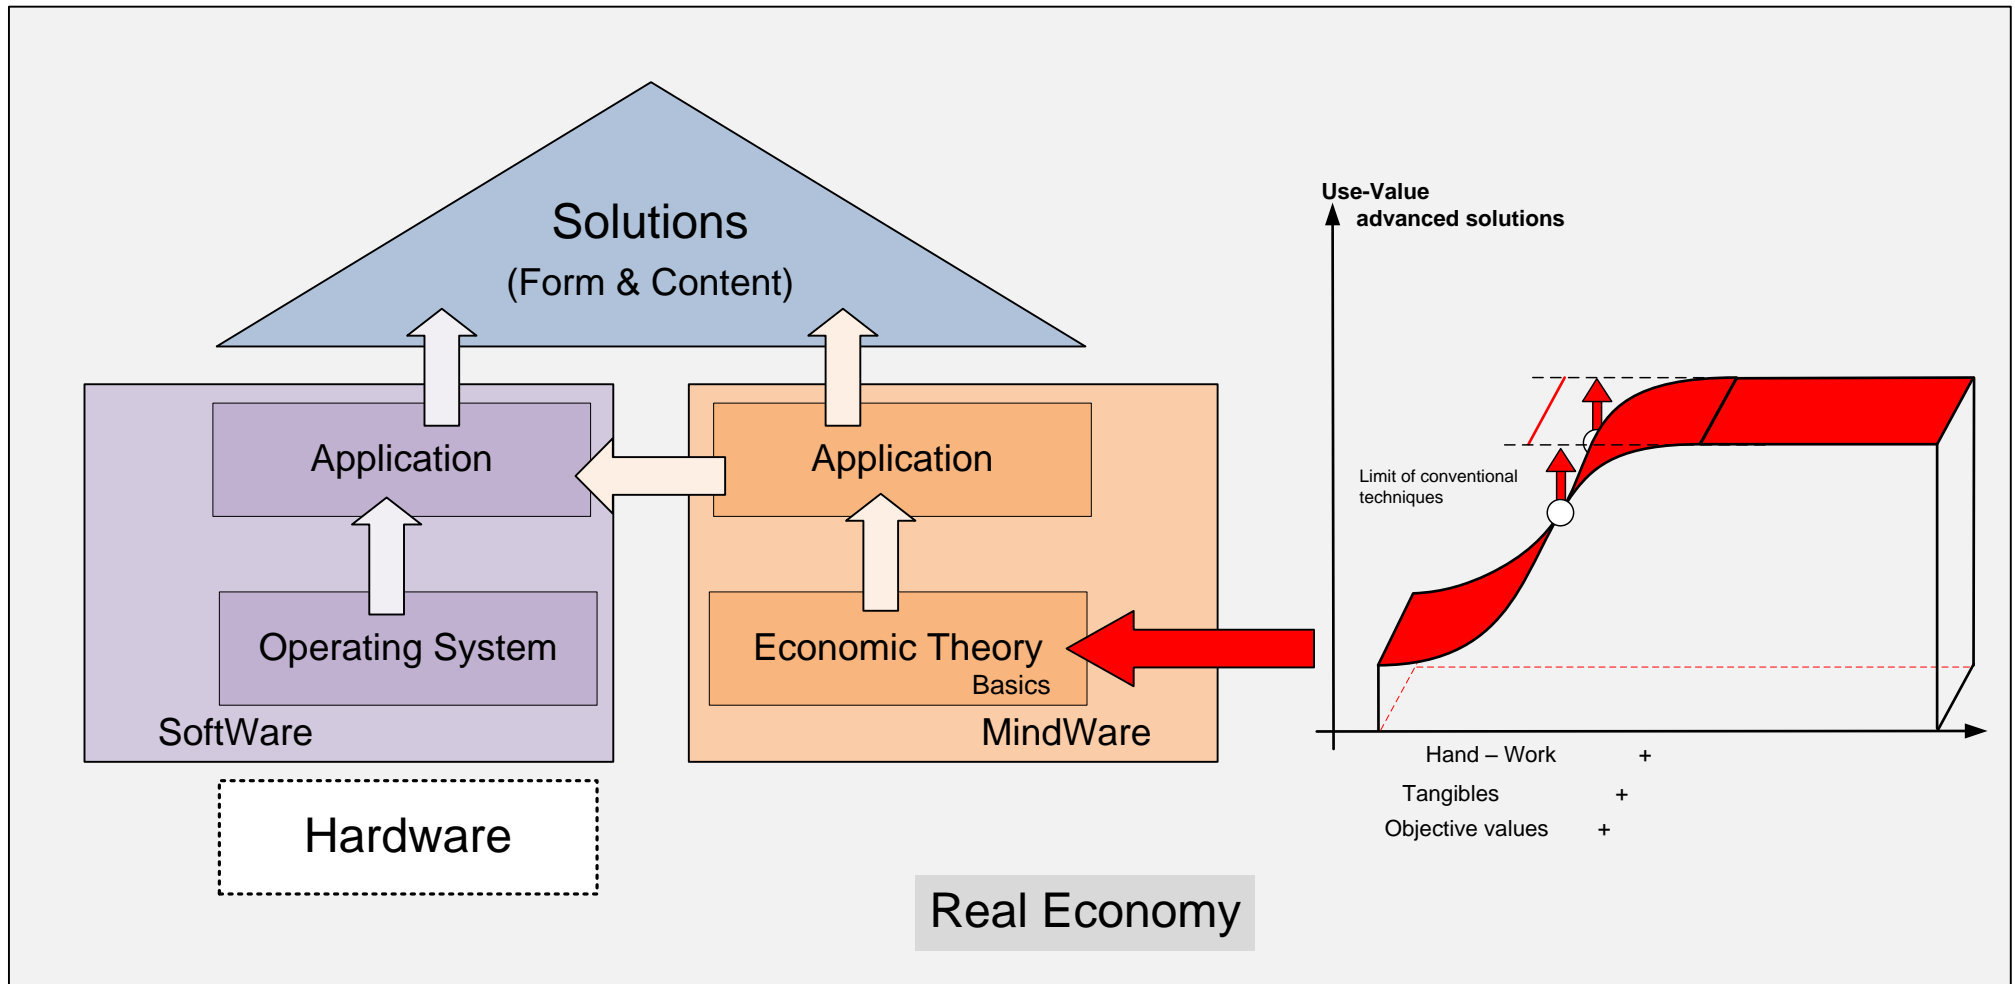 Solutions
(Form & Content)
Application
Application
Operating System
Economic Theory
Basics
SoftWare
MindWare
Hardware
Real Economy
Use-Value
advanced solutions
Limit of conventional
techniques
Hand – Work +
Tangibles +
Objective values +